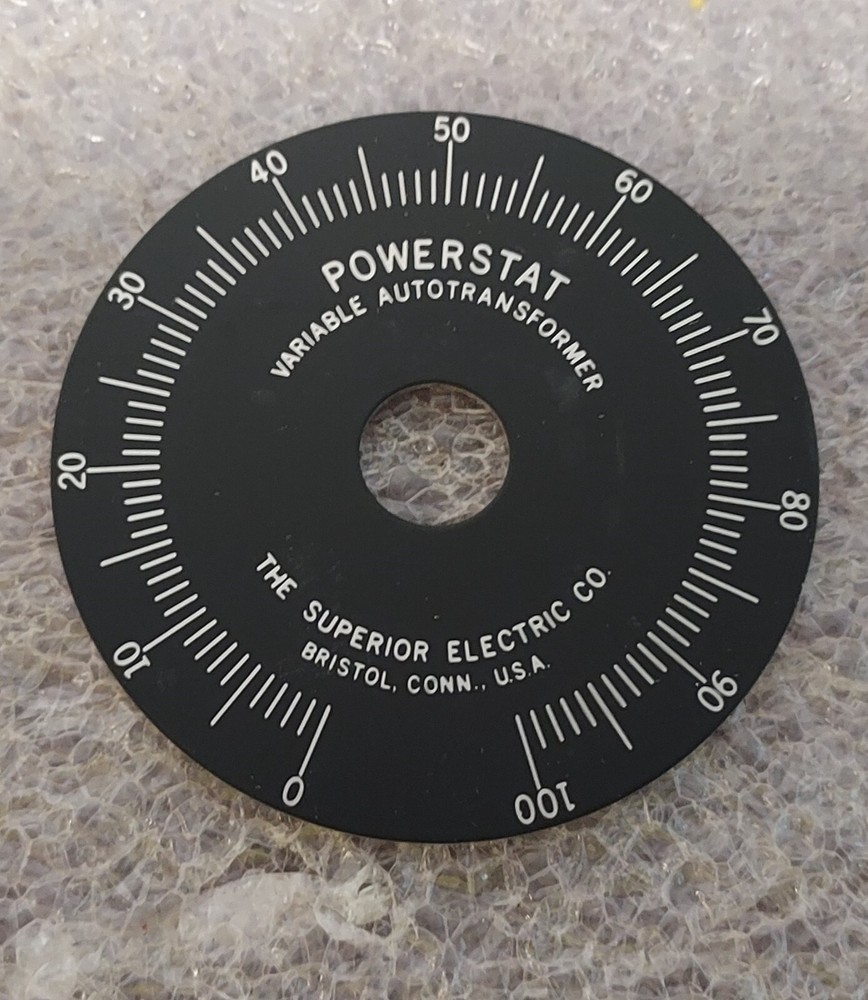 0
10
20
30
40
50
60
70
80
90
100
POWERSTAT
VARIABLE AUTOTRANSFORMER
THE SUPERIOR ELECTRIC CO.
BRISTOL, CONN., U.S.A.